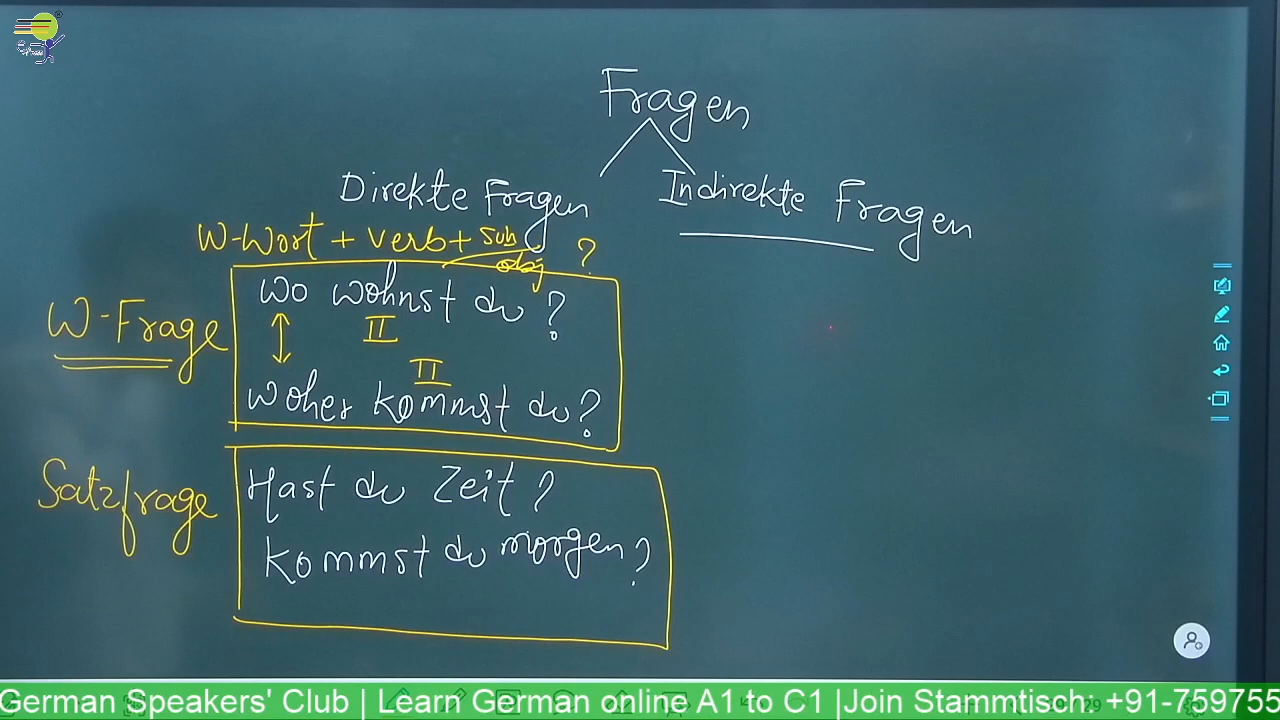 Fragen
Direkte Fragen
Indirekte Fragen
W-Wort + Verb + Sub
obj ?
W-Frage
Wo wohnst du?
II
II
Woher kommst du?
Satzfrage
Hast du Zeit?
Kommst du morgen?
German Speakers' Club | Learn German online A1 to C1 |Join Stammtisch: +91-759755